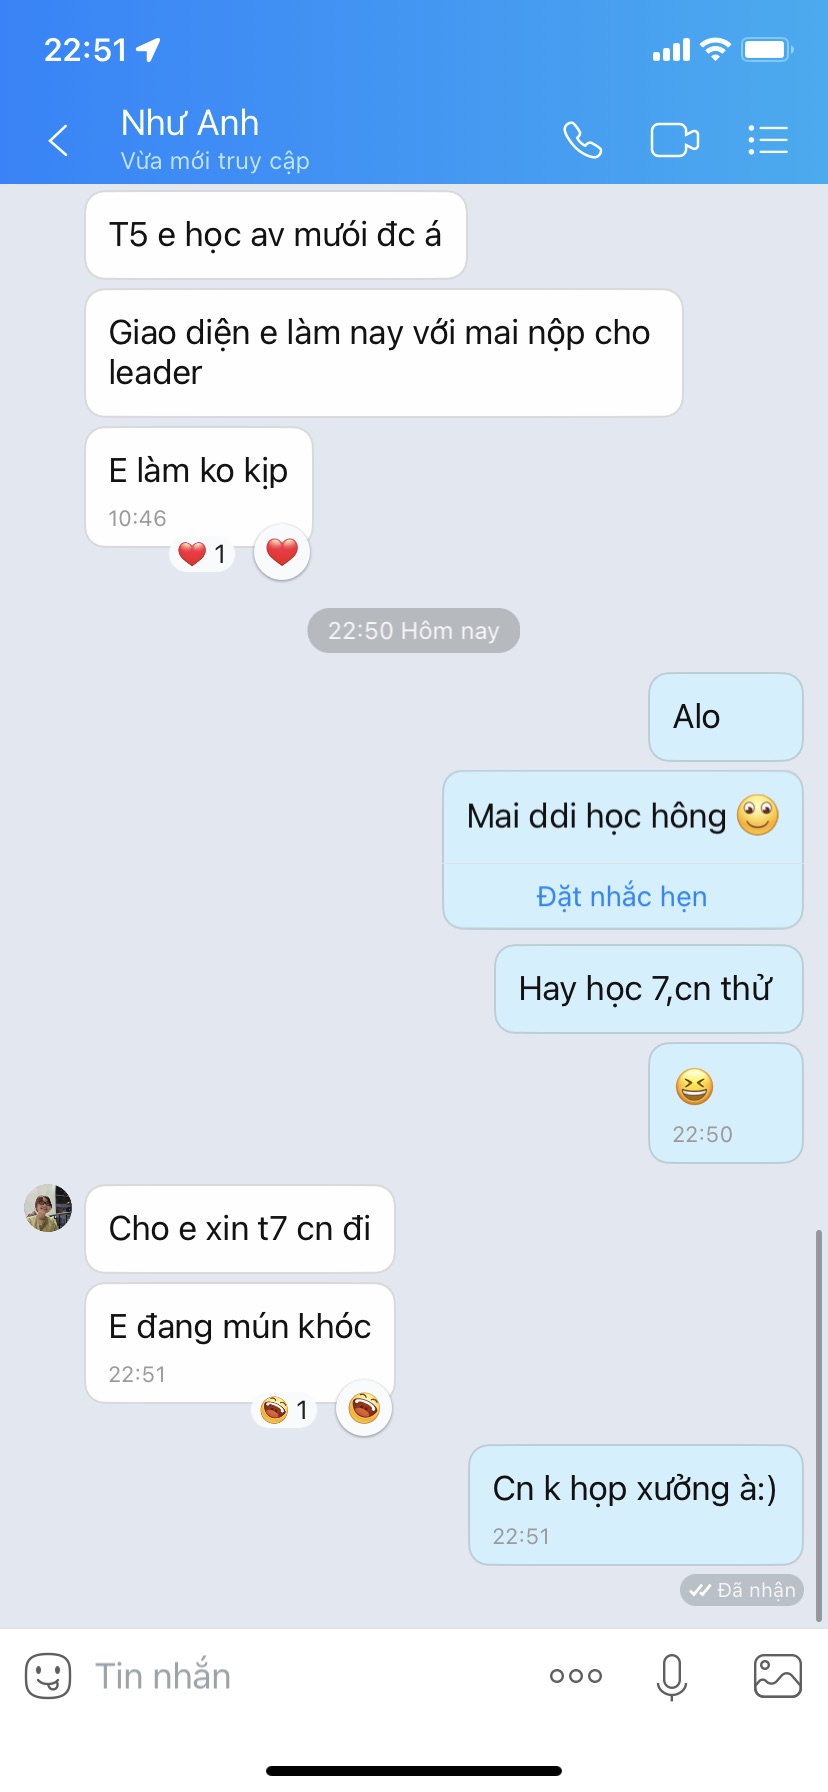 22:51
Như Anh
Vừa mới truy cập
T5 e học av mưới đc á
Giao diện e làm nay với mai nộp cho
leader
E làm ko kịp
10:46
1
22:50 Hôm nay
Alo
Mai ddi học hông
Đặt nhắc hẹn
Hay học 7,cn thử
22:50
Cho e xin t7 cn đi
E đang mún khóc
22:51
1
Cn k họp xưởng à:)
22:51
Đã nhận
Tin nhắn